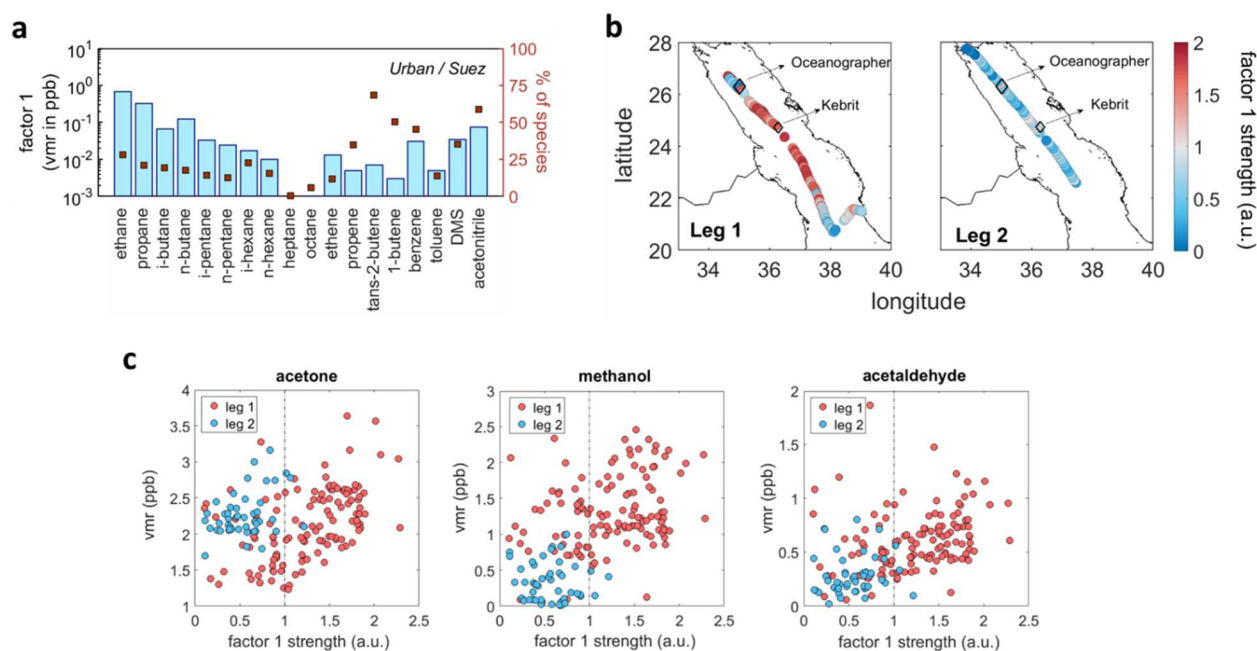 a
b
Urban / Suez
factor 1
(vmr in ppb)
10^1
10^0
10^-1
10^-2
10^-3
100
75
50
25
0
% of species
ethane
propane
i-butane
n-butane
i-pentane
n-pentane
i-hexane
n-hexane
heptane
octane
ethene
propene
tans-2-butene
1-butene
benzene
toluene
DMS
acetonitrile
latitude
28
26
24
22
20
Oceanographer
Kebrit
Leg 1
34 36 38 40
Oceanographer
Kebrit
Leg 2
34 36 38 40
longitude
2
1.5
1
0.5
0
factor 1 strength (a.u.)
c
acetone
leg 1
leg 2
vmr (ppb)
4
3.5
3
2.5
2
1.5
1
0 0.5 1 1.5 2 2.5
factor 1 strength (a.u.)
methanol
leg 1
leg 2
vmr (ppb)
3
2.5
2
1.5
1
0.5
0
0 0.5 1 1.5 2 2.5
factor 1 strength (a.u.)
acetaldehyde
leg 1
leg 2
vmr (ppb)
2
1.5
1
0.5
0
0 0.5 1 1.5 2 2.5
factor 1 strength (a.u.)